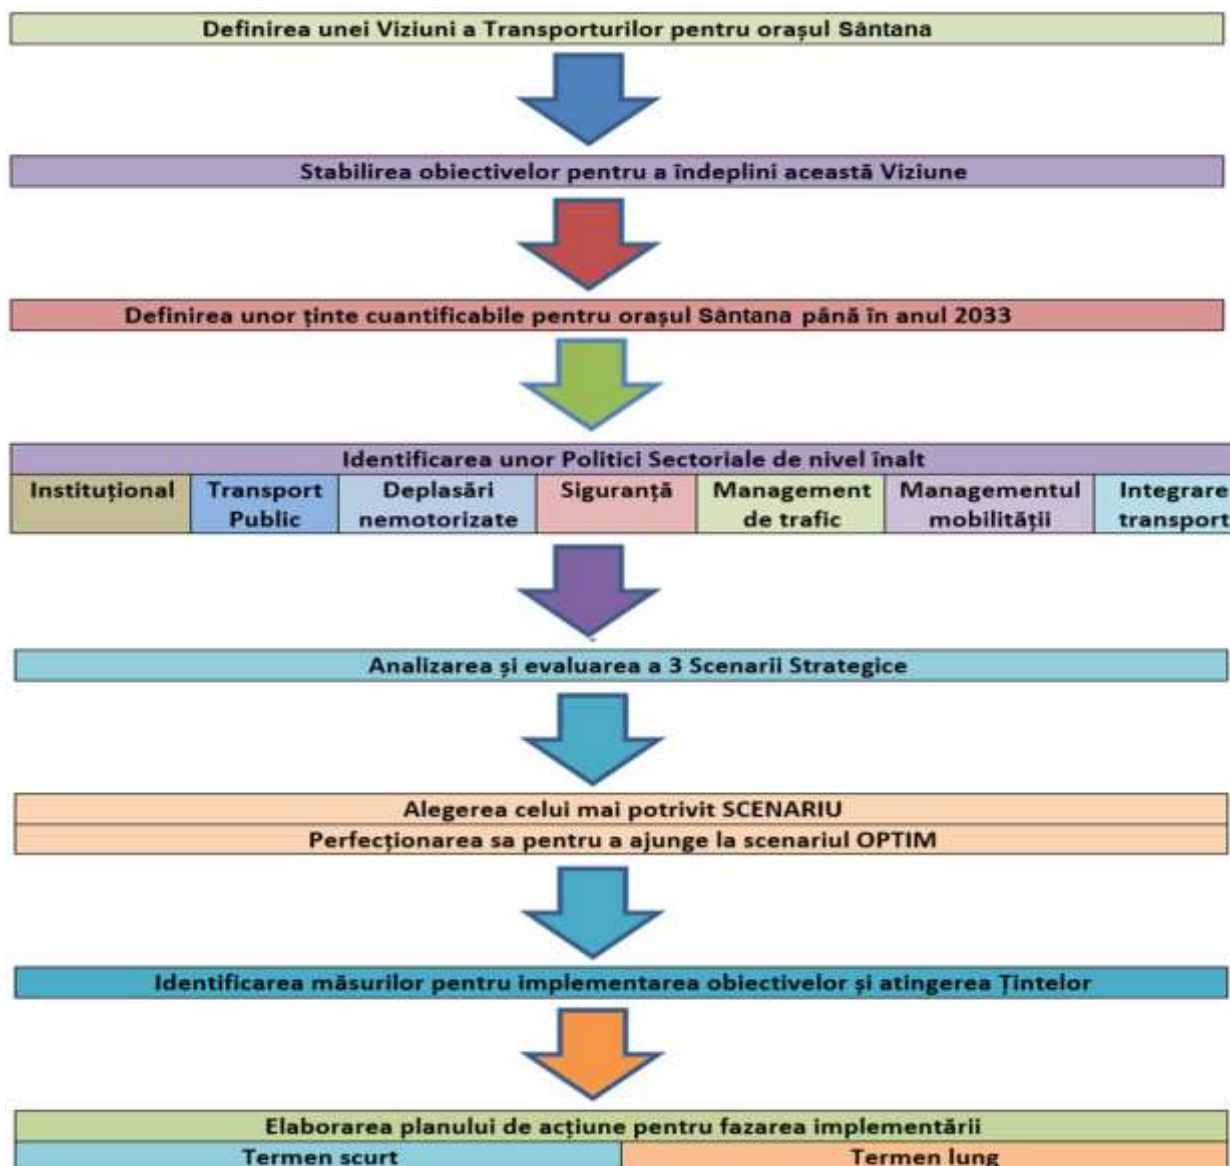 Definirea unei Viziuni a Transporturilor pentru orașul Sântana
Stabilirea obiectivelor pentru a îndeplini această Viziune
Definirea unor ținte cuantificabile pentru orașul Sântana până în anul 2033
Identificarea unor Politici Sectoriale de nivel înalt
Instituțional
Transport
Public
Deplasări
nemotorizate
Siguranță
Management
de trafic
Managementul
mobilității
Integrare
transport
Analizarea și evaluarea a 3 Scenarii Strategice
Alegerea celui mai potrivit SCENARIU
Perfecționarea sa pentru a ajunge la scenariul OPTIM
Identificarea măsurilor pentru implementarea obiectivelor și atingerea Țintelor
Elaborarea planului de acțiune pentru fazarea implementării
Termen scurt
Termen lung